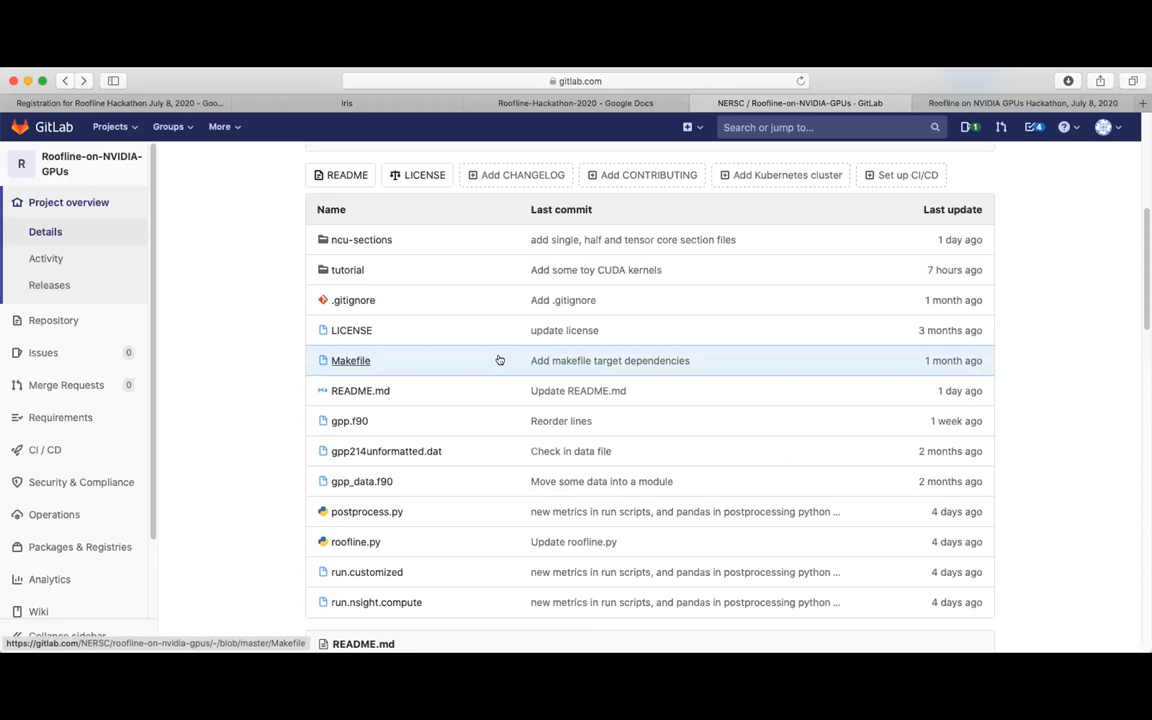 gitlab.com
Registration for Roofline Hackathon July 8, 2020 - Goo...
Iris
Roofline-Hackathon-2020 - Google Docs
NERSC / Roofline-on-NVIDIA-GPUs · GitLab
Roofline on NVIDIA GPUs Hackathon, July 8, 2020
GitLab Projects Groups More Search or jump to... 1 4
R Roofline-on-NVIDIA-
GPUs
Project overview
Details
Activity
Releases
Repository
Issues 0
Merge Requests 0
Requirements
CI / CD
Security & Compliance
Operations
Packages & Registries
Analytics
Wiki
Collapse sidebar
README LICENSE Add CHANGELOG Add CONTRIBUTING Add Kubernetes cluster Set up CI/CD
Name Last commit Last update
ncu-sections add single, half and tensor core section files 1 day ago
tutorial Add some toy CUDA kernels 7 hours ago
.gitignore Add .gitignore 1 month ago
LICENSE update license 3 months ago
Makefile Add makefile target dependencies 1 month ago
README.md Update README.md 1 day ago
gpp.f90 Reorder lines 1 week ago
gpp214unformatted.dat Check in data file 2 months ago
gpp_data.f90 Move some data into a module 2 months ago
postprocess.py new metrics in run scripts, and pandas in postprocessing python ... 4 days ago
roofline.py Update roofline.py 4 days ago
run.customized new metrics in run scripts, and pandas in postprocessing python ... 4 days ago
run.nsight.compute new metrics in run scripts, and pandas in postprocessing python ... 4 days ago
README.md
https://gitlab.com/NERSC/roofline-on-nvidia-gpus/-/blob/master/Makefile